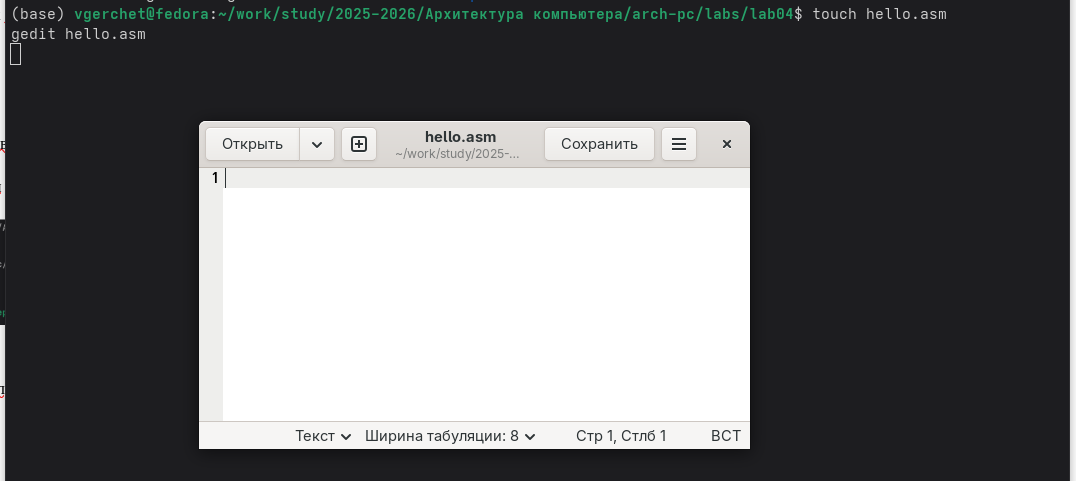 (base) vgerchet@fedora:~/work/study/2025-2026/Архитектура компьютера/arch-pc/labs/lab04$ touch hello.asm
gedit hello.asm
Открыть
hello.asm
~/work/study/2025-…
Сохранить
1
Текст
Ширина табуляции: 8
Стр 1, Стлб 1
ВСТ